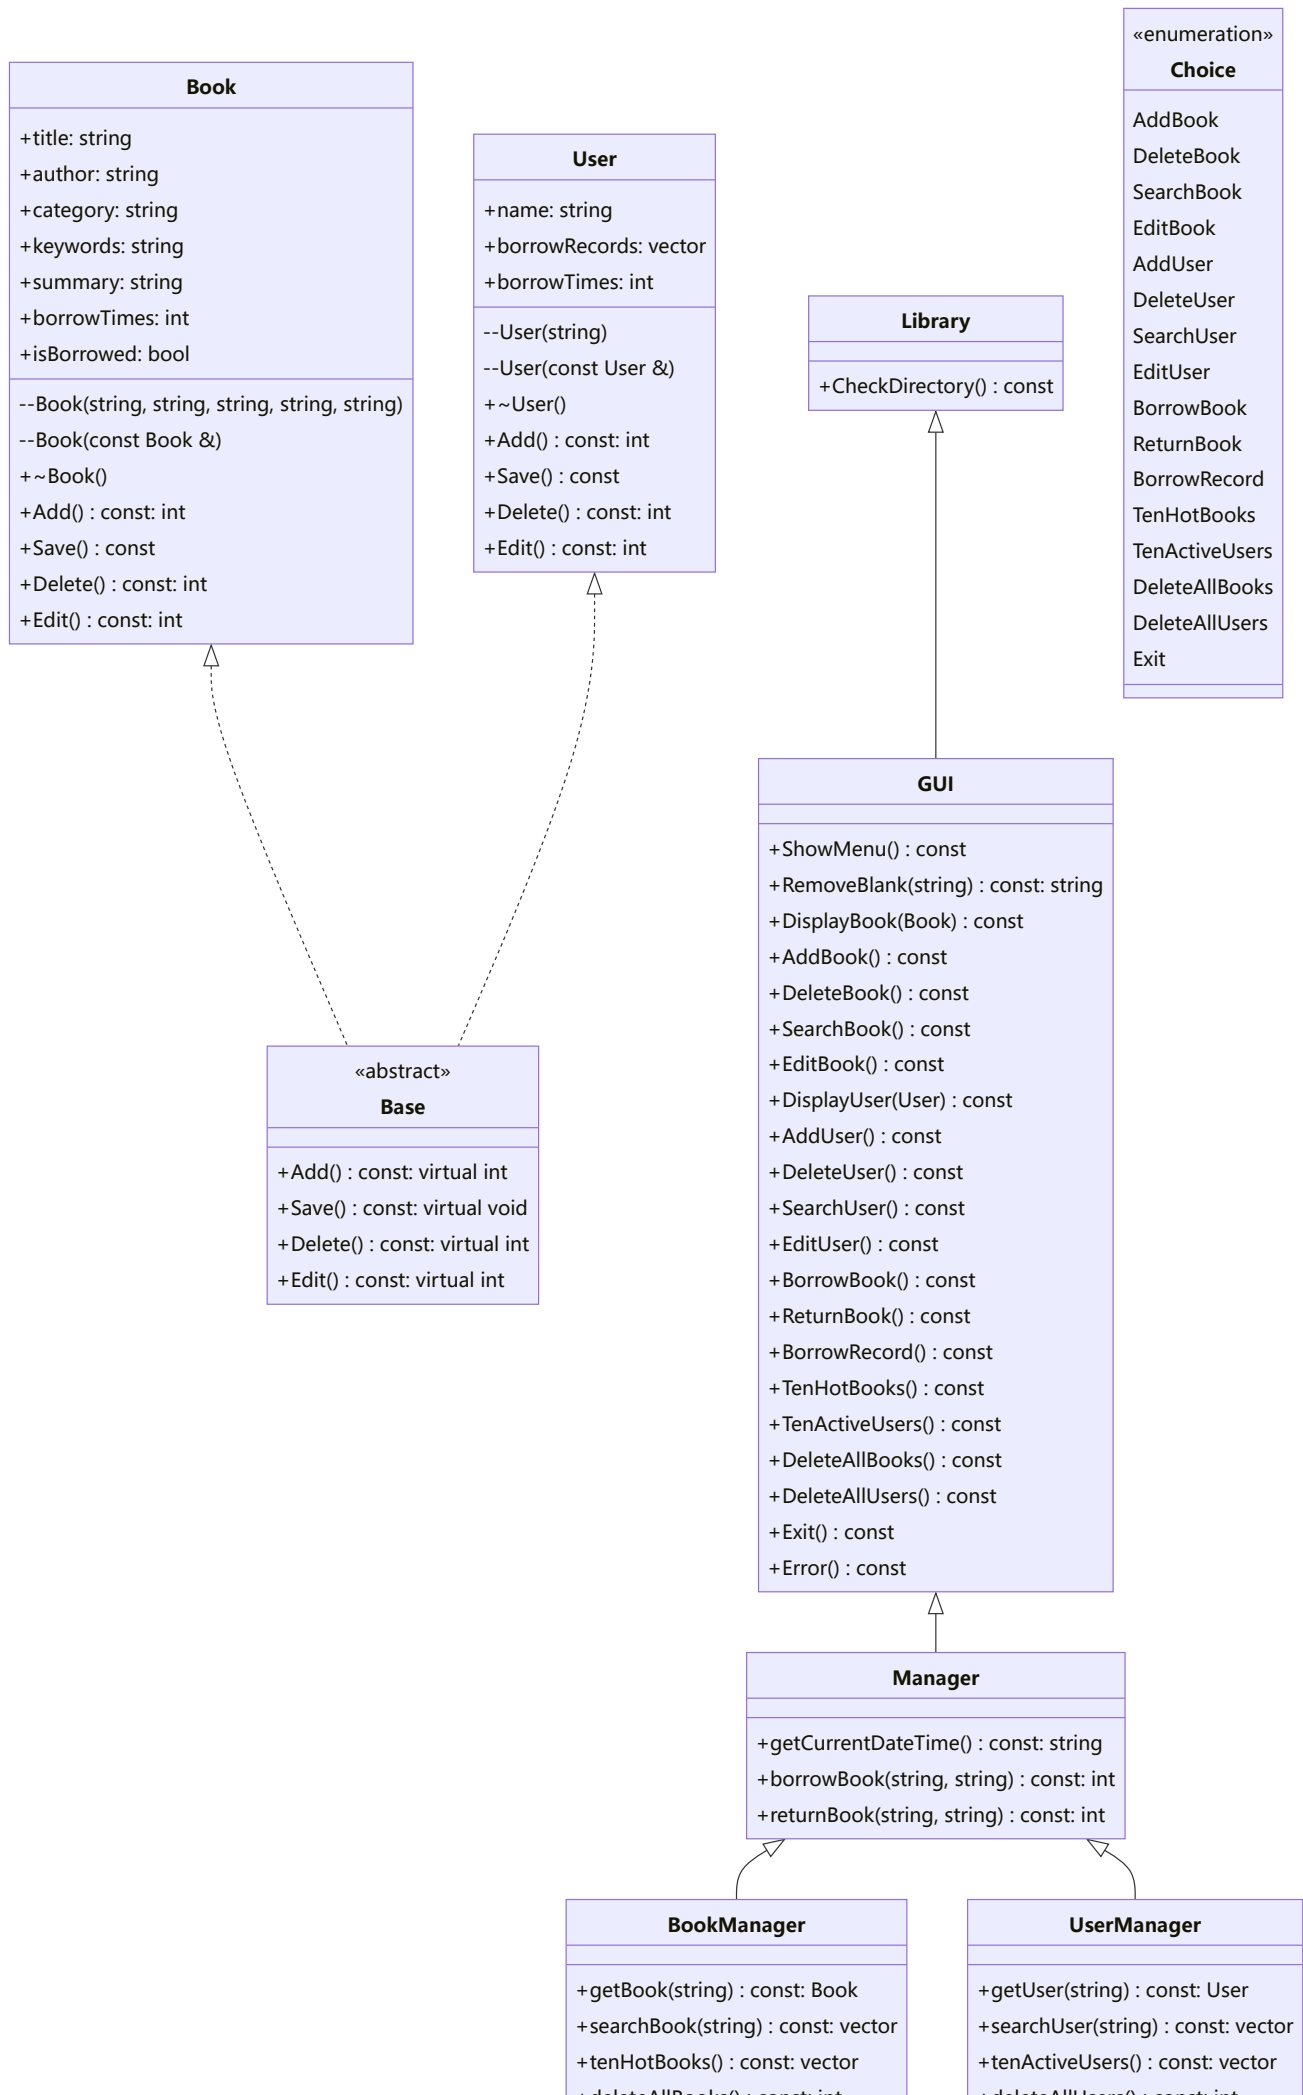 Book
+title: string
+author: string
+category: string
+keywords: string
+summary: string
+borrowTimes: int
+isBorrowed: bool
--Book(string, string, string, string, string)
--Book(const Book &)
+~Book()
+Add() : const: int
+Save() : const
+Delete() : const: int
+Edit() : const: int
User
+name: string
+borrowRecords: vector
+borrowTimes: int
--User(string)
--User(const User &)
+~User()
+Add() : const: int
+Save() : const
+Delete() : const: int
+Edit() : const: int
Library
+CheckDirectory() : const
«enumeration»
Choice
AddBook
DeleteBook
SearchBook
EditBook
AddUser
DeleteUser
SearchUser
EditUser
BorrowBook
ReturnBook
BorrowRecord
TenHotBooks
TenActiveUsers
DeleteAllBooks
DeleteAllUsers
Exit
«abstract»
Base
+Add() : const: virtual int
+Save() : const: virtual void
+Delete() : const: virtual int
+Edit() : const: virtual int
GUI
+ShowMenu() : const
+RemoveBlank(string) : const: string
+DisplayBook(Book) : const
+AddBook() : const
+DeleteBook() : const
+SearchBook() : const
+EditBook() : const
+DisplayUser(User) : const
+AddUser() : const
+DeleteUser() : const
+SearchUser() : const
+EditUser() : const
+BorrowBook() : const
+ReturnBook() : const
+BorrowRecord() : const
+TenHotBooks() : const
+TenActiveUsers() : const
+DeleteAllBooks() : const
+DeleteAllUsers() : const
+Exit() : const
+Error() : const
Manager
+getCurrentDateTime() : const: string
+borrowBook(string, string) : const: int
+returnBook(string, string) : const: int
BookManager
+getBook(string) : const: Book
+searchBook(string) : const: vector
+tenHotBooks() : const: vector
+deleteAllBooks() : const: int
UserManager
+getUser(string) : const: User
+searchUser(string) : const: vector
+tenActiveUsers() : const: vector
+deleteAllUsers() : const: int